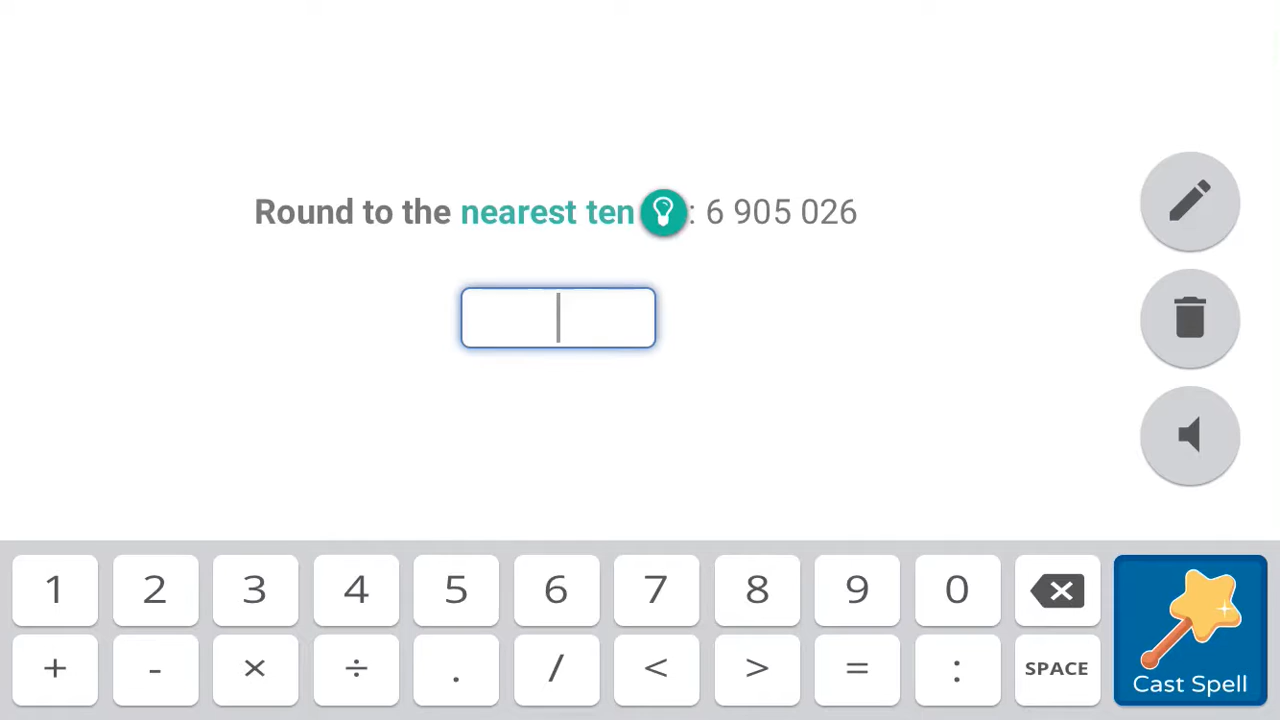 Round to the nearest ten : 6 905 026
1 2 3 4 5 6 7 8 9 0
+ - × ÷ . / < > = : SPACE
Cast Spell